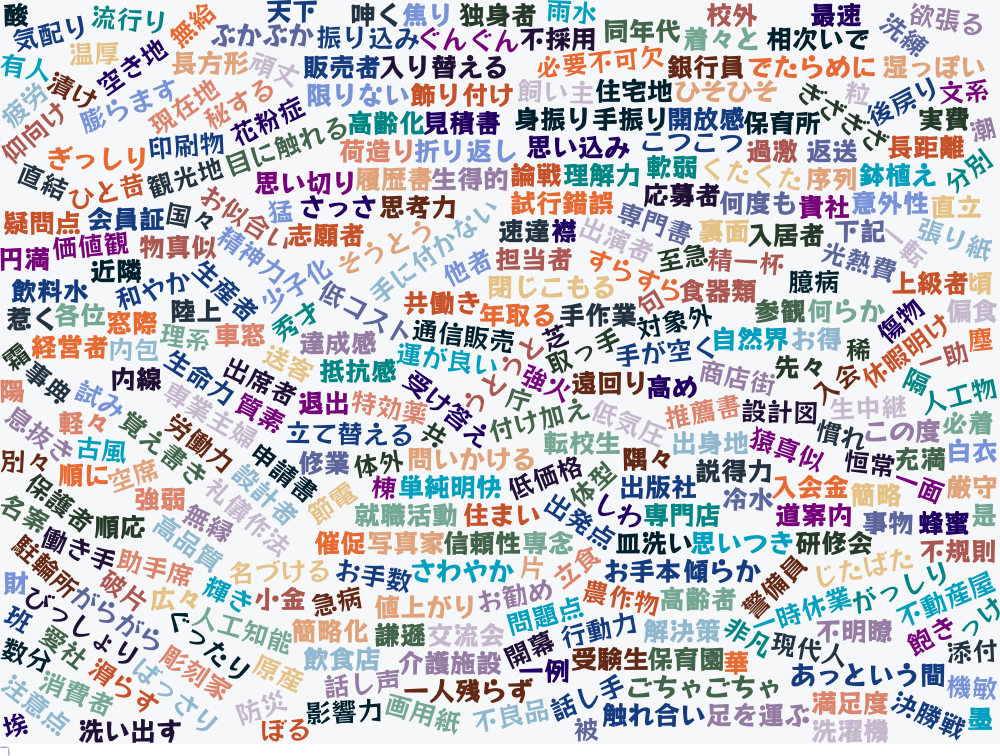 酸 流行り 無給 天下 呻く 焦り 独身者 雨水 校外 最速 欲張る
気配り ぶかぶか 振り込み ぐんぐん 不採用 同年代 着々と 相次いで 洗練
有人 温厚 空き地 長方形 頑丈 販売者 入り替える 必要不可欠 銀行員 でたらめに 湿っぽい
疲労 漬け 膨らます 現在地 秘する 限りない 飾り付け 飼い主 住宅地 ひそひそ ぎざぎざ 粒 後戻り 文系
仰向け 印刷物 花粉症 目に触れる 高齢化 見積書 身振り手振り 開放感 保育所 実費 潮
ぎっしり 荷造り 折り返し 思い込み こつこつ 過激 返送 長距離
直結 ひと昔 観光地 思い切り 履歴書 生得的 論戦 理解力 軟弱 くたくた 序列 鉢植え 分別
疑問点 会員証 国々 お似合い 猛 さっさ 思考力 試行錯誤 応募者 何度も 貴社 意外性 直立
円満 価値観 物真似 精神力 志願者 そうとう 手に付かない 速達 襟 出演者 専門書 裏面 入居者 下記 一転 張り紙
近隣 和やか 生産者 少子化 他者 担当者 すらすら 至急 精一杯 光熱費
飲料水 低コスト 閉じこもる 句 食器類 臆病 上級者 頃
惹く 各位 窓際 陸上 秀才 共働き 年取る 手作業 対象外 参観 何らか 傷物 偏食
霜 経営者 内包 理系 車窓 達成感 通信販売 芝 取っ手 手が空く 自然界 お得 稀 休暇明け 一助 塵
事典 内線 生命力 送答 抵抗感 運が良い うとうと 強火 遠回り 高め 商店街 先々 入会 隔 人工物
陽 試み 出席者 受け答え 庁
息抜き 軽々 覚え書き 専業主婦 質素 退出 特効薬 付け加え 低気圧 推薦書 設計図 生中継 この度 必着
古風 労働力 立て替える 共 転校生 出身地 猿真似 慣れ
別々 順に 空席 申請書 修業 体外 問いかける 低価格 体型 隅々 説得力 恒常 充満 白衣
保護者 強弱 礼儀作法 設計者 節電 棟 単純明快 出版社 冷水 入会金 簡略 一面 厳守
名案 順応 無縁 就職活動 住まい 出発点 しわ 専門店 道案内 事物 蜂蜜 是
働き手 高品質 催促 写真家 信頼性 専念 皿洗い 思いつき 研修会 不規則
駐輪所 助手席 名づける お手数 さわやか 片 立食 お手本 傾らか 警備員 じたばた
財 破片 広々 輝き 小金 急病 値上がり お勧め 農作物 高齢者 一時休業 がっしり 不動産屋
班 びっしょり がらがら ぐったり 人工知能 簡略化 謙遜 交流会 問題点 行動力 解決策 非凡 不明瞭 飽き つけ
数分 愛社 滑らす 彫刻家 原産 飲食店 介護施設 開幕 一例 受験生 保育園 華 現代人 添付
注意点 消費者 ばっさり 話し声 一人残らず 話し手 ごちゃごちゃ あっという間 機敏
埃 洗い出す 防災 ぼる 影響力 画用紙 不良品 被 触れ合い 足を運ぶ 満足度 洗濯機 決勝戦 墨